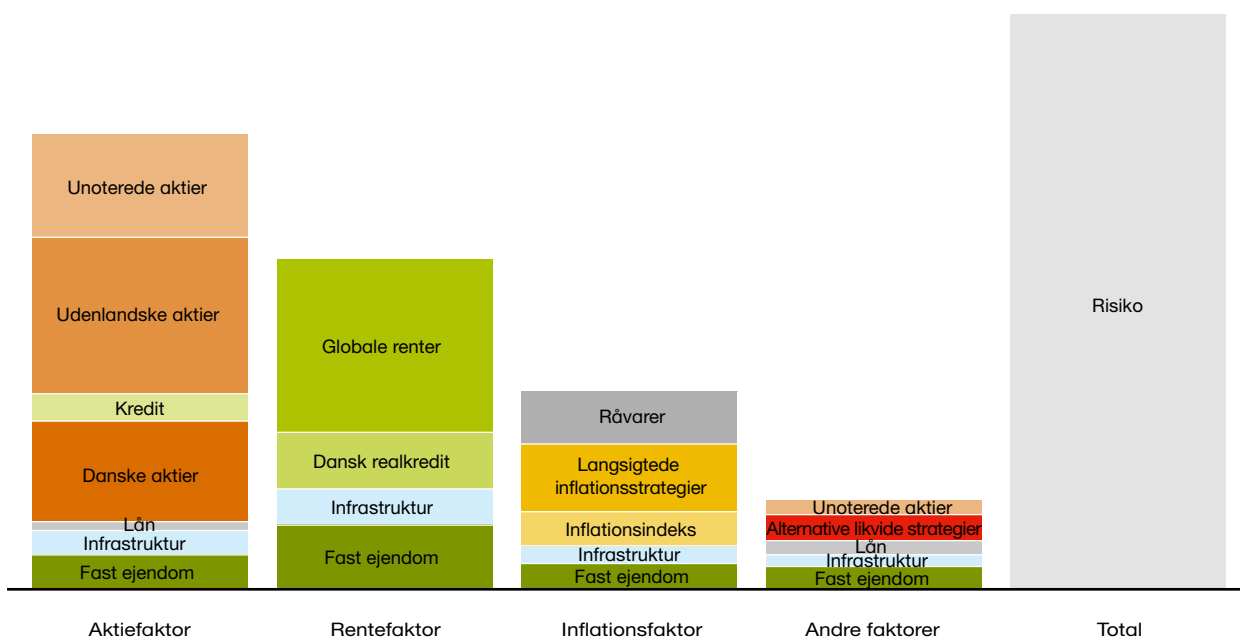 Unoterede aktier
Udenlandske aktier
Kredit
Danske aktier
Lån
Infrastruktur
Fast ejendom
Globale renter
Dansk realkredit
Infrastruktur
Fast ejendom
Råvarer
Langsigtede
inflationsstrategier
Inflationsindeks
Infrastruktur
Fast ejendom
Unoterede aktier
Alternative likvide strategier
Lån
Infrastruktur
Fast ejendom
Risiko
Aktiefaktor
Rentefaktor
Inflationsfaktor
Andre faktorer
Total